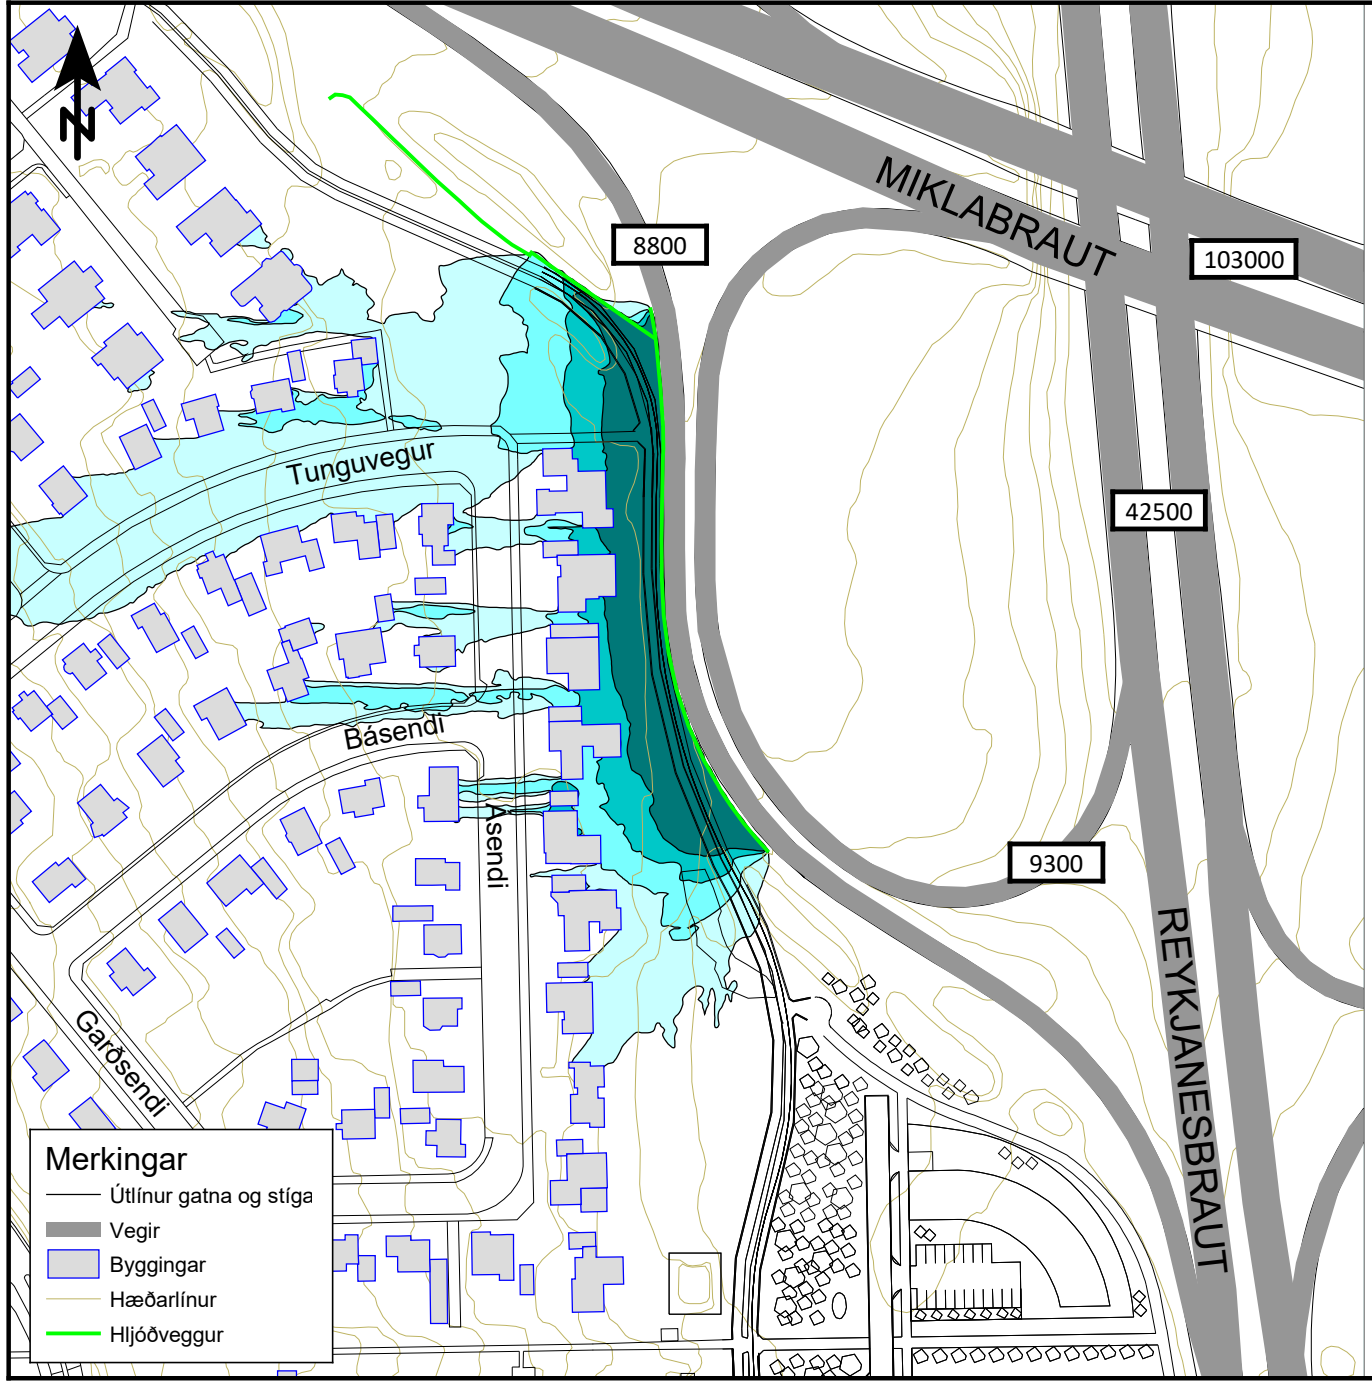 N
MIKLABRAUT
8800
103000
Tunguvegur
42500
Básendi
Ásendi
9300
REYKJANESBRAUT
Garðsendi
Merkingar
Útlínur gatna og stíga
Vegir
Byggingar
Hæðarlínur
Hljóðveggur